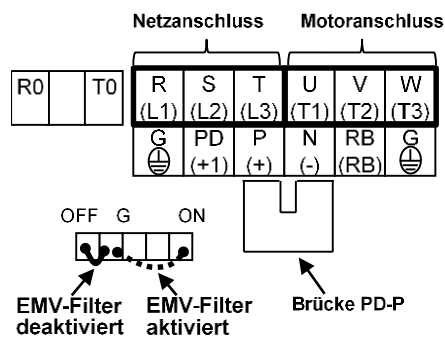 Netzanschluss Motoranschluss
R0 T0 R S T U V W
(L1) (L2) (L3) (T1) (T2) (T3)
G PD P N RB G
(+1) (+) (-) (RB)
OFF G ON
EMV-Filter deaktiviert
EMV-Filter aktiviert
Brücke PD-P